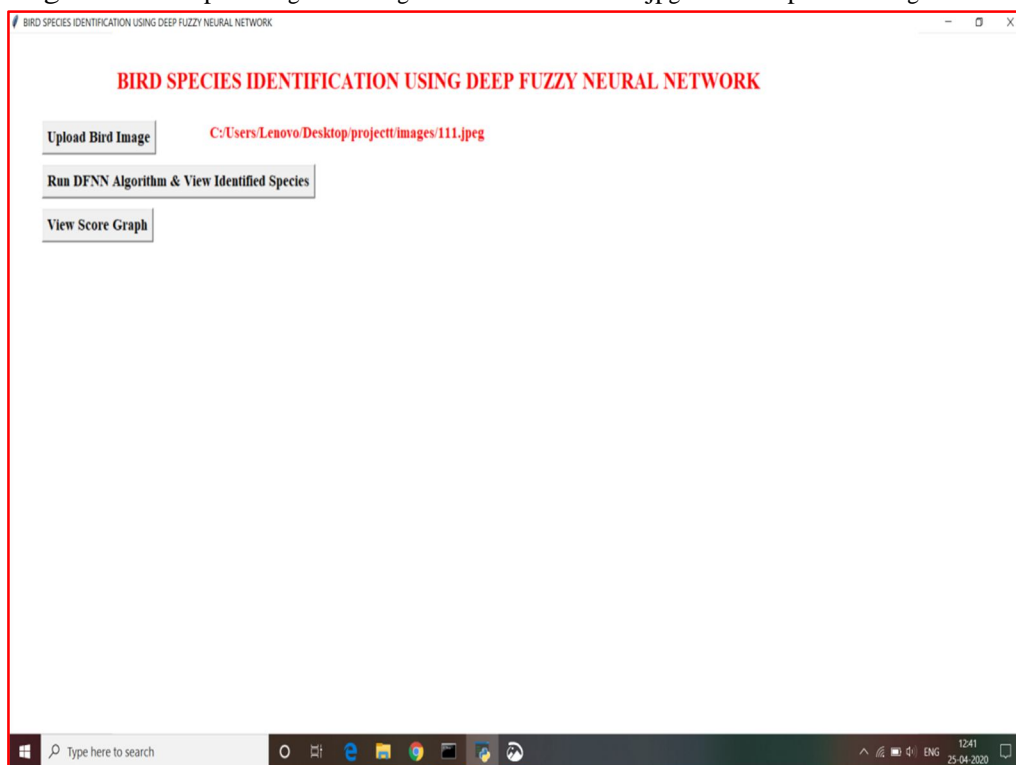 BIRD SPECIES IDENTIFICATION USING DEEP FUZZY NEURAL NETWORK
BIRD SPECIES IDENTIFICATION USING DEEP FUZZY NEURAL NETWORK
Upload Bird Image
C:/Users/Lenovo/Desktop/projectt/images/111.jpeg
Run DFNN Algorithm & View Identified Species
View Score Graph
Type here to search
ENG
12:41
25-04-2020